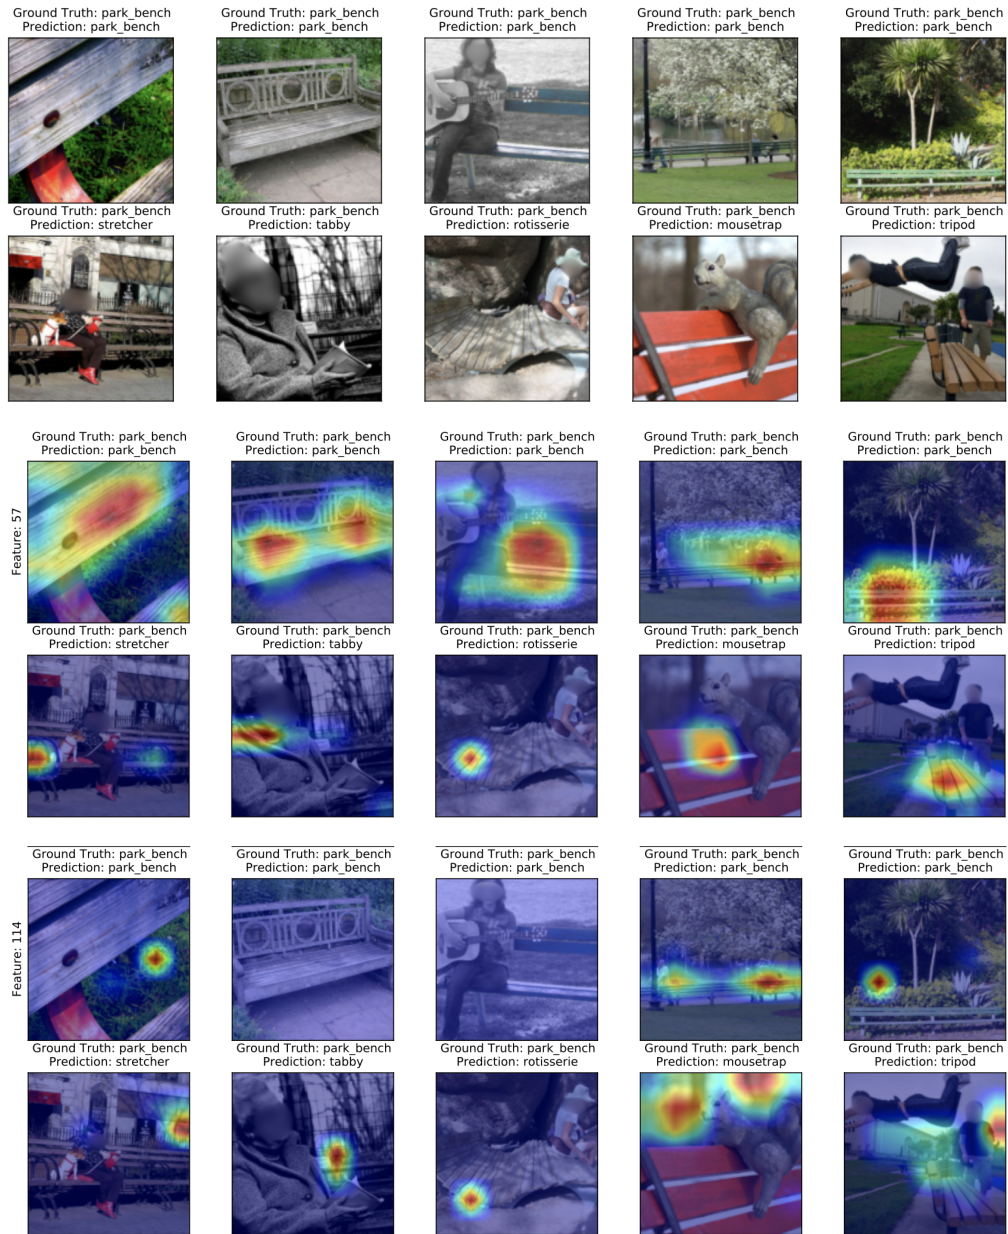 Ground Truth: park_bench
Prediction: park_bench
Ground Truth: park_bench
Prediction: park_bench
Ground Truth: park_bench
Prediction: park_bench
Ground Truth: park_bench
Prediction: park_bench
Ground Truth: park_bench
Prediction: park_bench
Ground Truth: park_bench
Prediction: stretcher
Ground Truth: park_bench
Prediction: tabby
Ground Truth: park_bench
Prediction: rotisserie
Ground Truth: park_bench
Prediction: mousetrap
Ground Truth: park_bench
Prediction: tripod
Feature: 57
Ground Truth: park_bench
Prediction: park_bench
Ground Truth: park_bench
Prediction: park_bench
Ground Truth: park_bench
Prediction: park_bench
Ground Truth: park_bench
Prediction: park_bench
Ground Truth: park_bench
Prediction: park_bench
Ground Truth: park_bench
Prediction: stretcher
Ground Truth: park_bench
Prediction: tabby
Ground Truth: park_bench
Prediction: rotisserie
Ground Truth: park_bench
Prediction: mousetrap
Ground Truth: park_bench
Prediction: tripod
Feature: 114
Ground Truth: park_bench
Prediction: park_bench
Ground Truth: park_bench
Prediction: park_bench
Ground Truth: park_bench
Prediction: park_bench
Ground Truth: park_bench
Prediction: park_bench
Ground Truth: park_bench
Prediction: park_bench
Ground Truth: park_bench
Prediction: stretcher
Ground Truth: park_bench
Prediction: tabby
Ground Truth: park_bench
Prediction: rotisserie
Ground Truth: park_bench
Prediction: mousetrap
Ground Truth: park_bench
Prediction: tripod